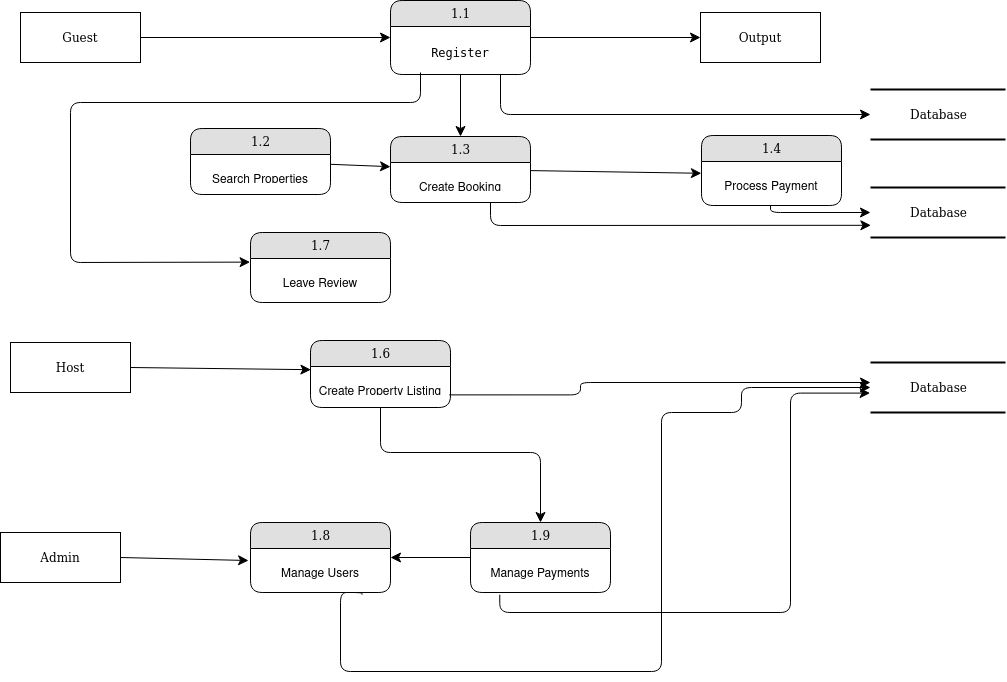 Guest
1.1
Register
Output
Database
1.2
Search Properties
1.3
Create Booking
1.4
Process Payment
Database
1.7
Leave Review
Host
1.6
Create Property Listing
Database
Admin
1.8
Manage Users
1.9
Manage Payments